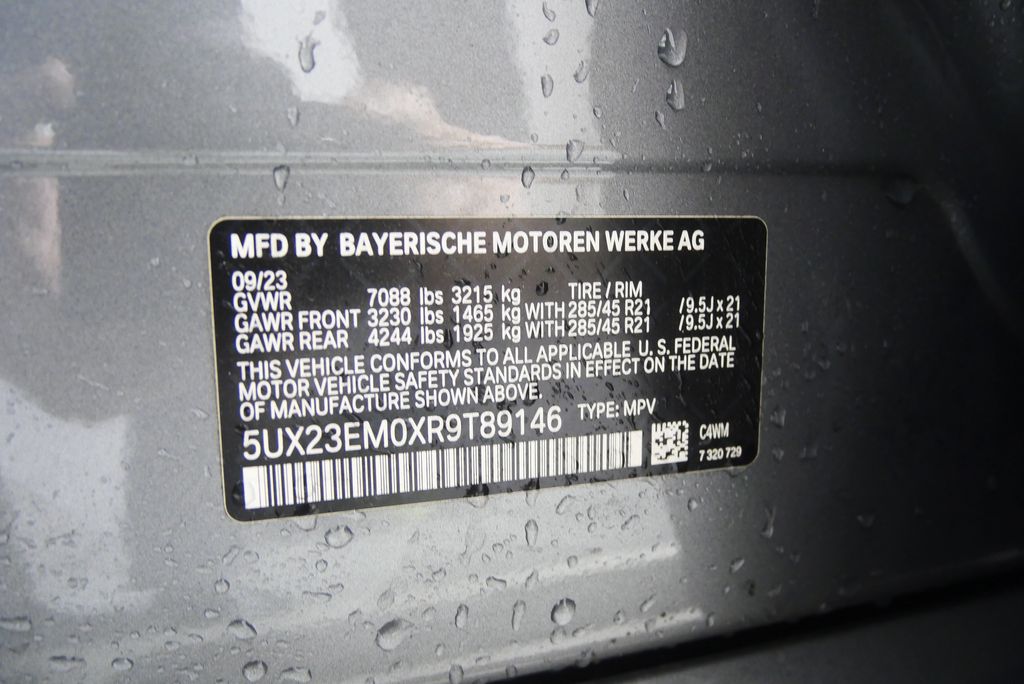 MFD BY BAYERISCHE MOTOREN WERKE AG
09/23
GVWR 7088 lbs 3215 kg TIRE / RIM
GAWR FRONT 3230 lbs 1465 kg WITH 285/45 R21 /9.5J x 21
GAWR REAR 4244 lbs 1925 kg WITH 285/45 R21 /9.5J x 21
THIS VEHICLE CONFORMS TO ALL APPLICABLE U. S. FEDERAL
MOTOR VEHICLE SAFETY STANDARDS IN EFFECT ON THE DATE
OF MANUFACTURE SHOWN ABOVE.
5UX23EM0XR9T89146 TYPE: MPV
C4WM
7 320 729